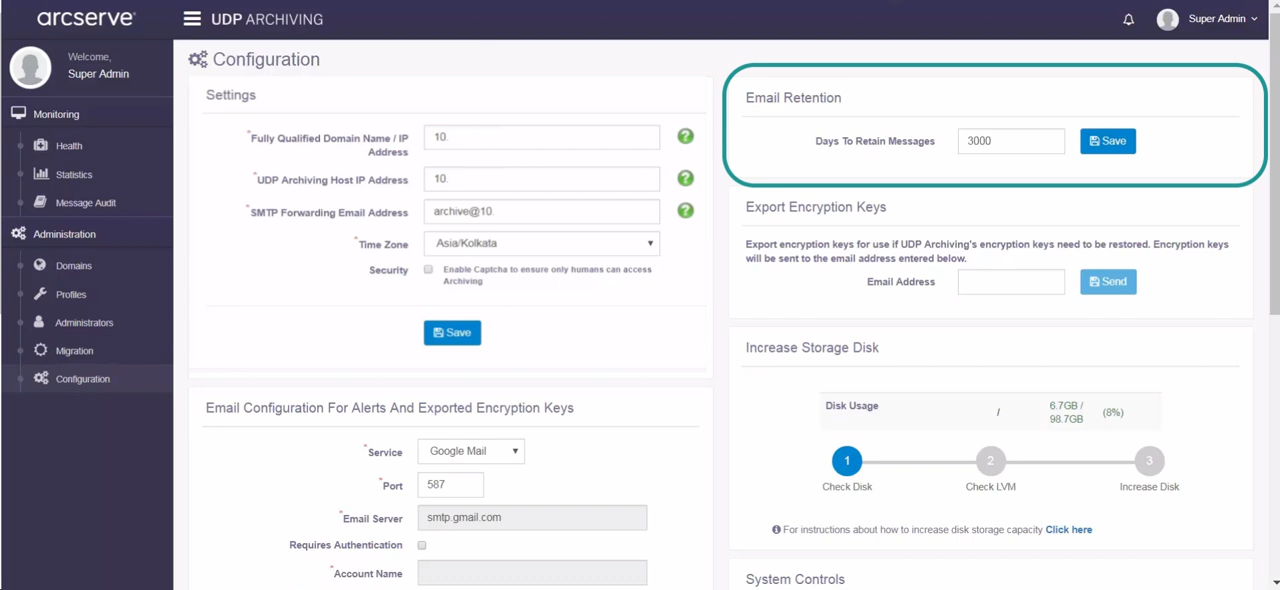 arcserve®
UDP ARCHIVING
Super Admin
Welcome,
Super Admin
Monitoring
Health
Statistics
Message Audit
Administration
Domains
Profiles
Administrators
Migration
Configuration
Configuration
Settings
*Fully Qualified Domain Name / IP
Address
10.
*UDP Archiving Host IP Address
10.
*SMTP Forwarding Email Address
archive@10.
*Time Zone
Asia/Kolkata
Security
Enable Captcha to ensure only humans can access
Archiving
Save
Email Configuration For Alerts And Exported Encryption Keys
*Service
Google Mail
*Port
587
*Email Server
smtp.gmail.com
Requires Authentication
*Account Name
Email Retention
Days To Retain Messages
3000
Save
Export Encryption Keys
Export encryption keys for use if UDP Archiving's encryption keys need to be restored. Encryption keys
will be sent to the email address entered below.
Email Address
Send
Increase Storage Disk
Disk Usage
/
6.7GB /
98.7GB
(8%)
1
2
3
Check Disk
Check LVM
Increase Disk
For instructions about how to increase disk storage capacity Click here
System Controls